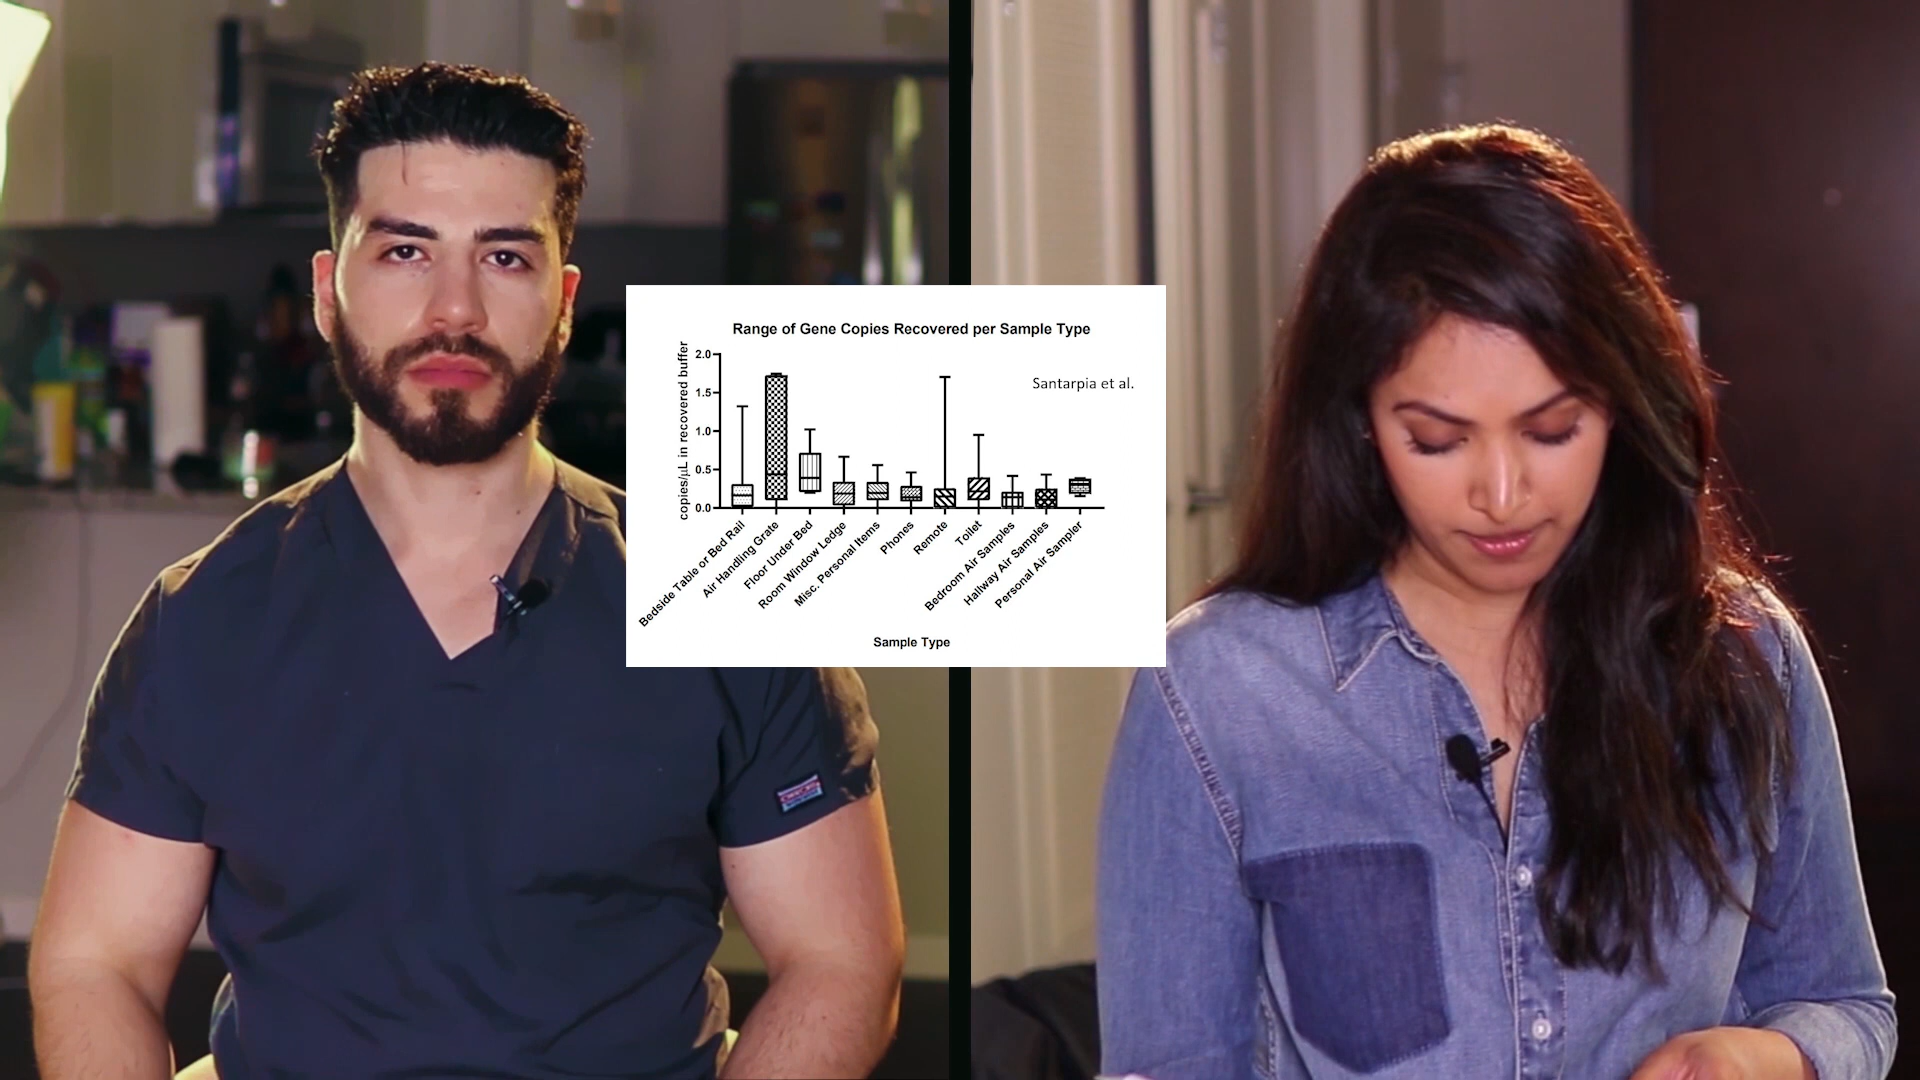 Range of Gene Copies Recovered per Sample Type
Santarpia et al.
copies/µL in recovered buffer
2.0
1.5
1.0
0.5
0.0
Bedside Table or Bed Rail
Air Handling Grate
Floor Under Bed
Room Window Ledge
Misc. Personal Items
Phones
Remote
Toilet
Bedroom Air Samples
Hallway Air Samples
Personal Air Sampler
Sample Type